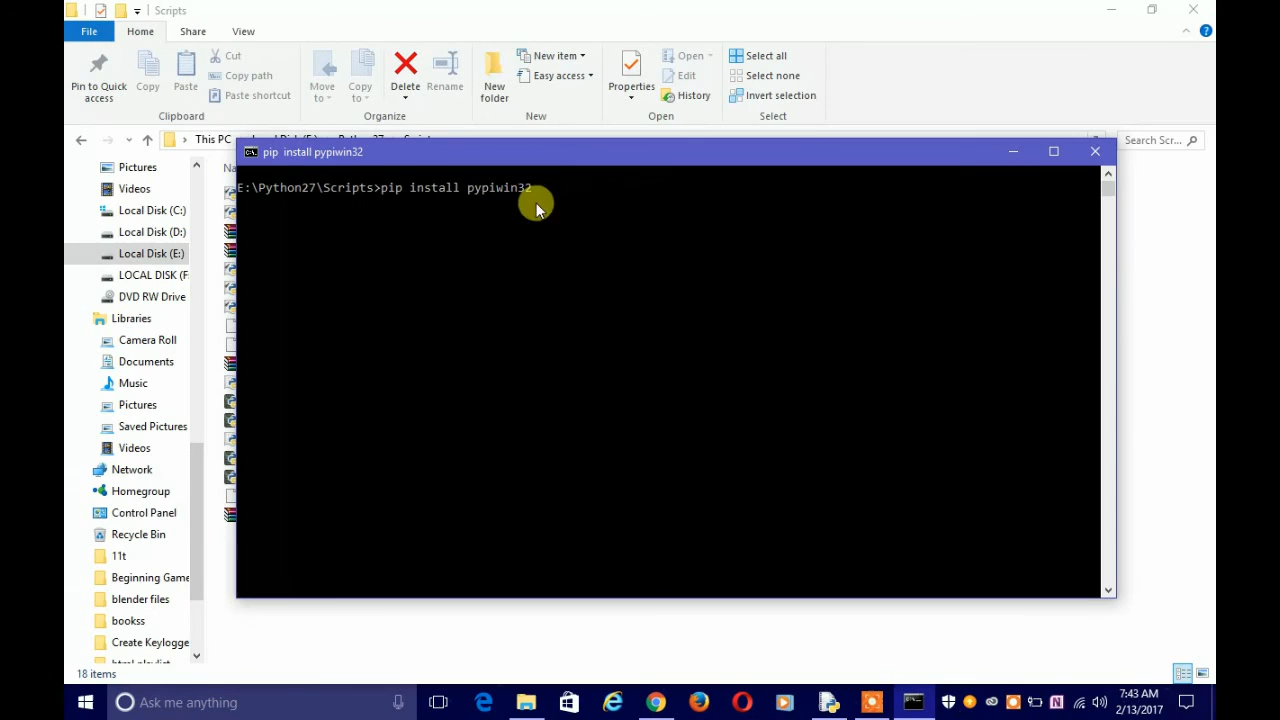 Scripts
File
Home
Share
View
Pin to Quick access
Copy
Paste
Cut
Copy path
Paste shortcut
Clipboard
Move to
Copy to
Delete
Rename
Organize
New folder
New item
Easy access
New
Properties
Open
Edit
History
Open
Select all
Select none
Invert selection
Select
This PC
Search Scr...
pip install pypiwin32
E:\Python27\Scripts>pip install pypiwin32
Pictures
Videos
Local Disk (C:)
Local Disk (D:)
Local Disk (E:)
LOCAL DISK (F:
DVD RW Drive
Libraries
Camera Roll
Documents
Music
Pictures
Saved Pictures
Videos
Network
Homegroup
Control Panel
Recycle Bin
11t
Beginning Game
blender files
bookss
Create Keylogge
18 items
Ask me anything
7:43 AM
2/13/2017